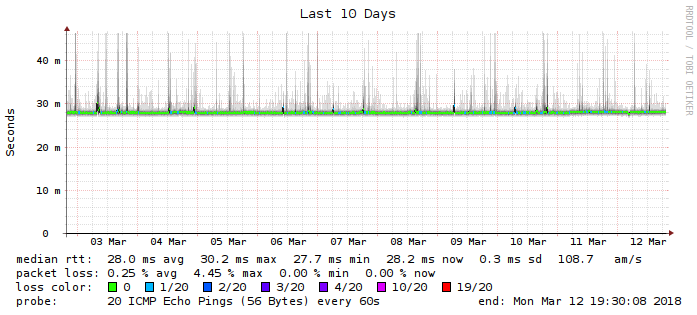 Last 10 Days
RRDTOOL / TOBI OETIKER
Seconds
40 m
30 m
20 m
10 m
0
03 Mar 04 Mar 05 Mar 06 Mar 07 Mar 08 Mar 09 Mar 10 Mar 11 Mar 12 Mar
median rtt: 28.0 ms avg 30.2 ms max 27.7 ms min 28.2 ms now 0.3 ms sd 108.7 am/s
packet loss: 0.25 % avg 4.45 % max 0.00 % min 0.00 % now
loss color: 0 1/20 2/20 3/20 4/20 10/20 19/20
probe: 20 ICMP Echo Pings (56 Bytes) every 60s end: Mon Mar 12 19:30:08 2018